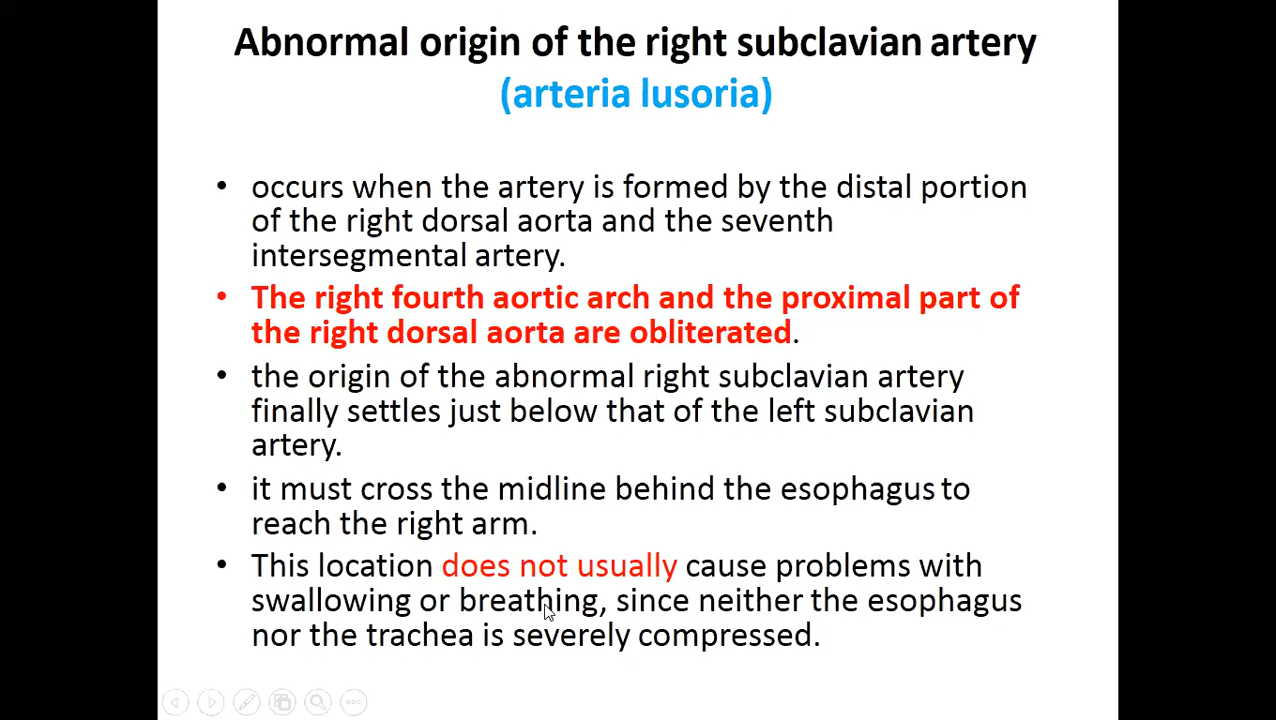 Abnormal origin of the right subclavian artery
(arteria lusoria)
• occurs when the artery is formed by the distal portion
of the right dorsal aorta and the seventh
intersegmental artery.
• The right fourth aortic arch and the proximal part of
the right dorsal aorta are obliterated.
• the origin of the abnormal right subclavian artery
finally settles just below that of the left subclavian
artery.
• it must cross the midline behind the esophagus to
reach the right arm.
• This location does not usually cause problems with
swallowing or breathing, since neither the esophagus
nor the trachea is severely compressed.